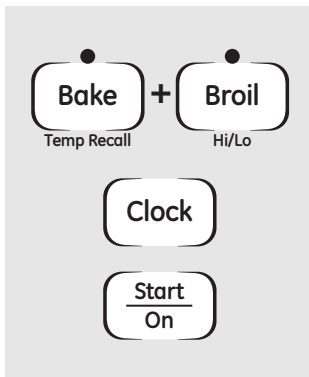 Bake + Broil
Temp Recall Hi/Lo
Clock
Start
On